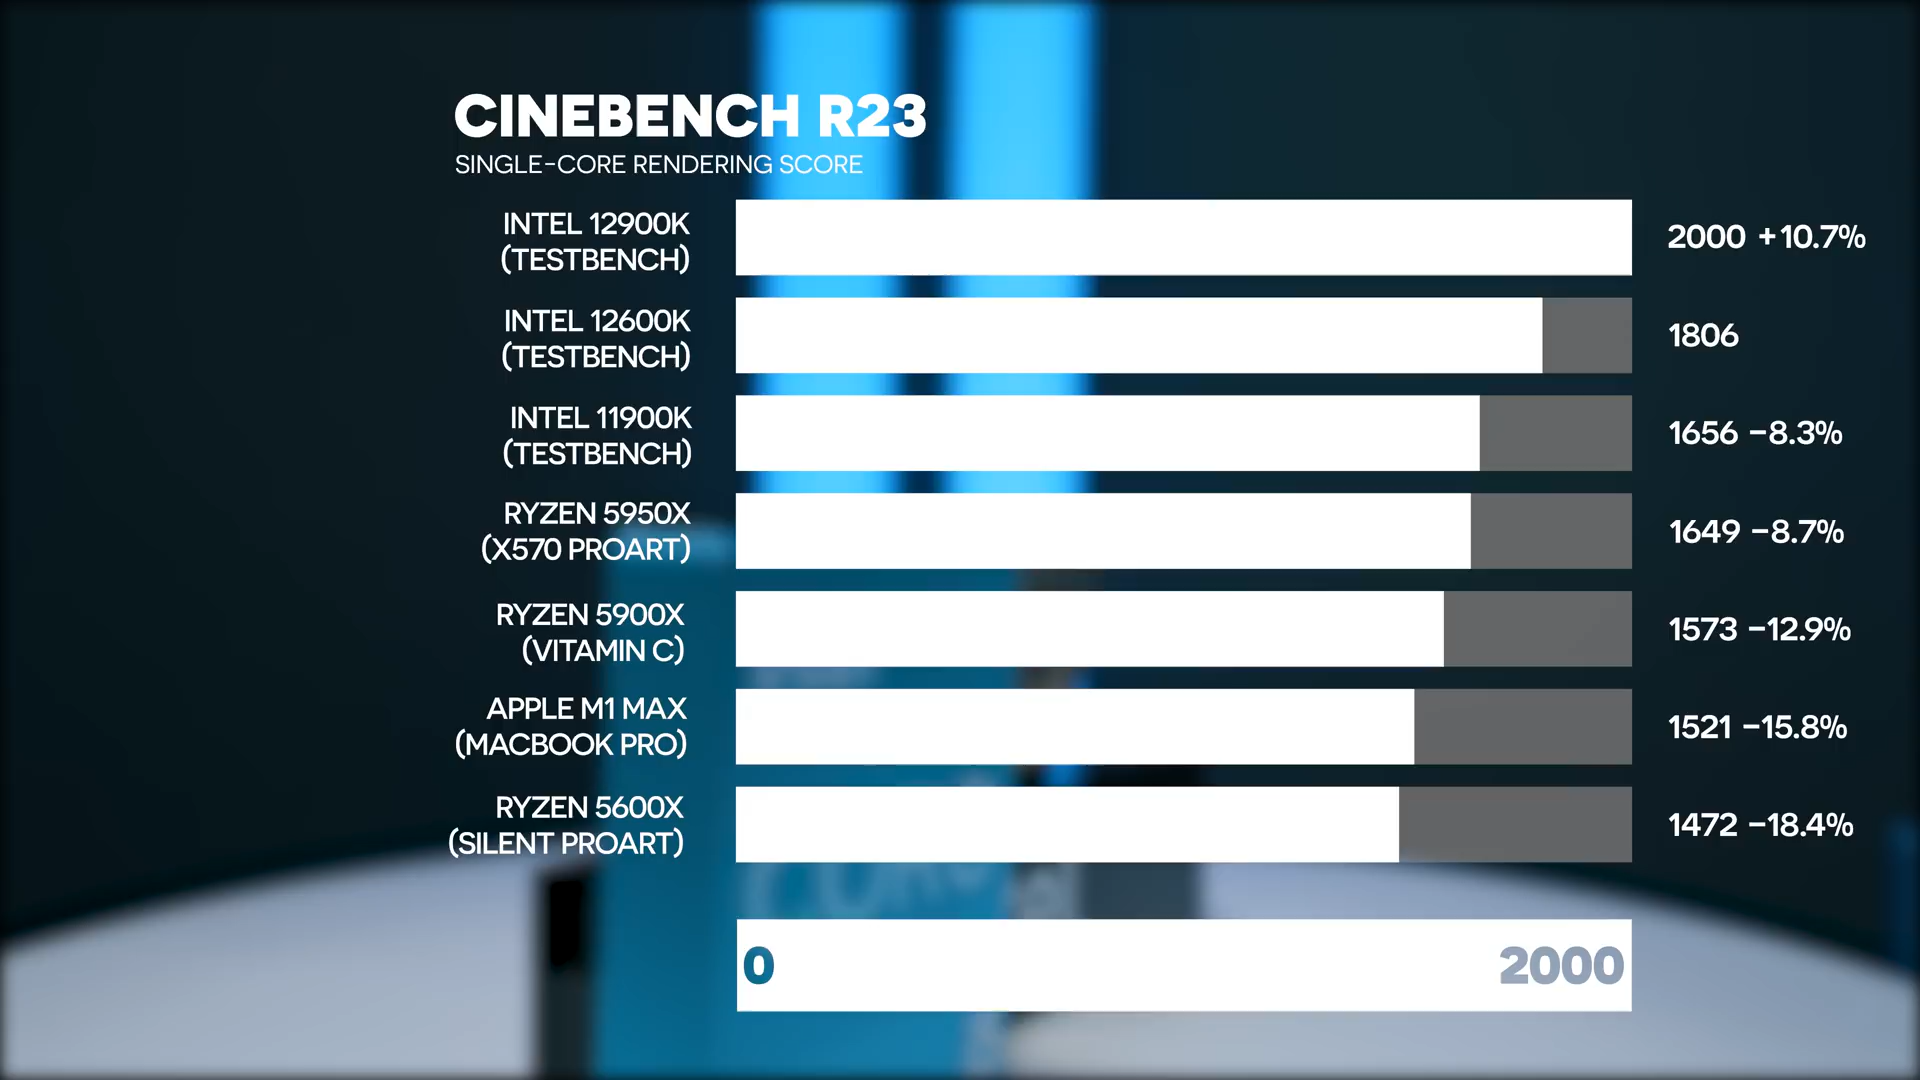 CINEBENCH R23
SINGLE-CORE RENDERING SCORE
INTEL 12900K
(TESTBENCH)
2000 +10.7%
INTEL 12600K
(TESTBENCH)
1806
INTEL 11900K
(TESTBENCH)
1656 -8.3%
RYZEN 5950X
(X570 PROART)
1649 -8.7%
RYZEN 5900X
(VITAMIN C)
1573 -12.9%
APPLE M1 MAX
(MACBOOK PRO)
1521 -15.8%
RYZEN 5600X
(SILENT PROART)
1472 -18.4%
0 2000